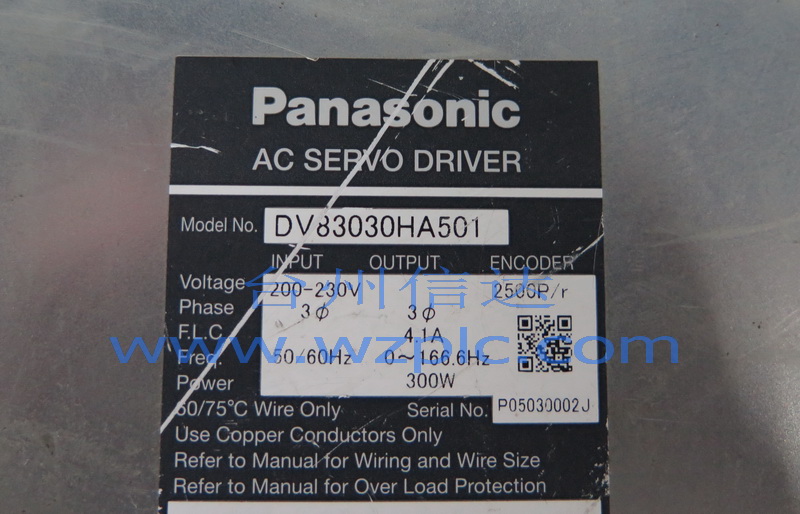 Panasonic
AC SERVO DRIVER
Model No. DV83030HA501
INPUT OUTPUT ENCODER
Voltage 200-230V 2500P/r
Phase 3ϕ 3ϕ
F.L.C. 4.1A
Freq. 50/60Hz 0～166.6Hz
Power 300W
60/75℃ Wire Only Serial No. P05030002J
Use Copper Conductors Only
Refer to Manual for Wiring and Wire Size
Refer to Manual for Over Load Protection
台州信达
www.wzplc.com